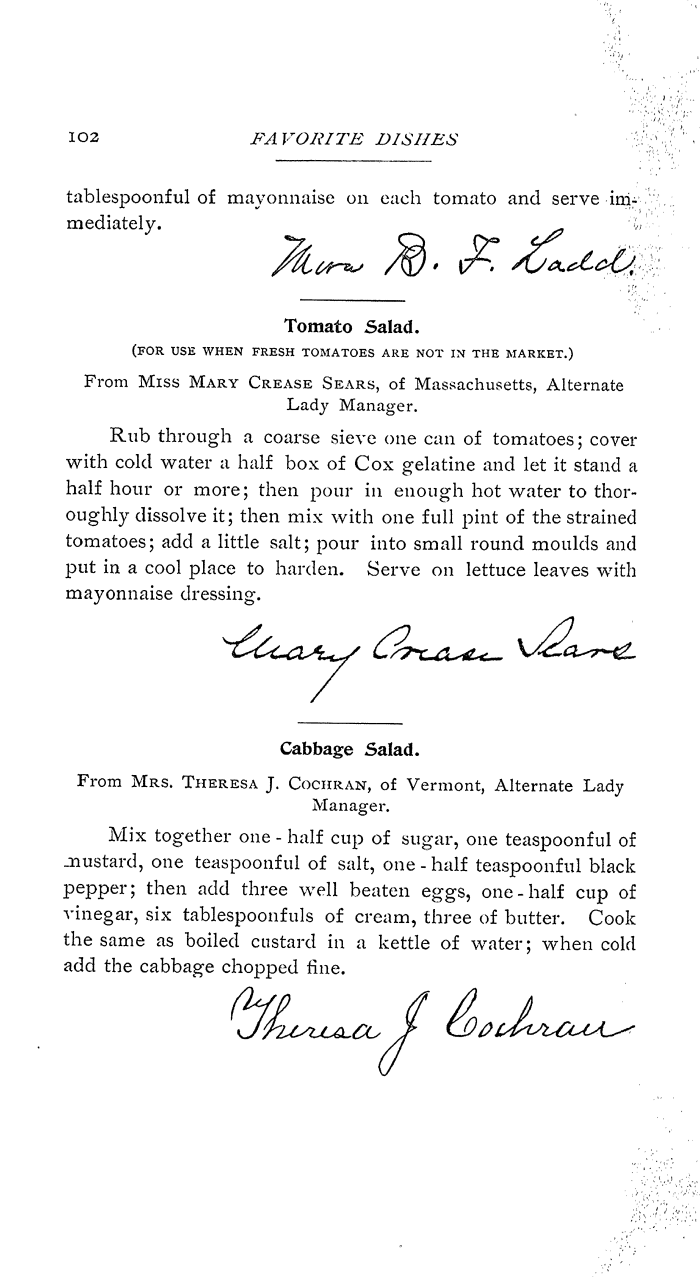 102 FAVORITE DISHES
tablespoonful of mayonnaise on each tomato and serve im-
mediately.
B. F. Ladd.
Tomato Salad.
(FOR USE WHEN FRESH TOMATOES ARE NOT IN THE MARKET.)
From MISS MARY CREASE SEARS, of Massachusetts, Alternate
Lady Manager.
Rub through a coarse sieve one can of tomatoes; cover
with cold water a half box of Cox gelatine and let it stand a
half hour or more; then pour in enough hot water to thor-
oughly dissolve it; then mix with one full pint of the strained
tomatoes; add a little salt; pour into small round moulds and
put in a cool place to harden. Serve on lettuce leaves with
mayonnaise dressing.
Mary Crease Sears
Cabbage Salad.
From MRS. THERESA J. COCHRAN, of Vermont, Alternate Lady
Manager.
Mix together one-half cup of sugar, one teaspoonful of
mustard, one teaspoonful of salt, one-half teaspoonful black
pepper; then add three well beaten eggs, one-half cup of
vinegar, six tablespoonfuls of cream, three of butter. Cook
the same as boiled custard in a kettle of water; when cold
add the cabbage chopped fine.
Theresa J Cochran